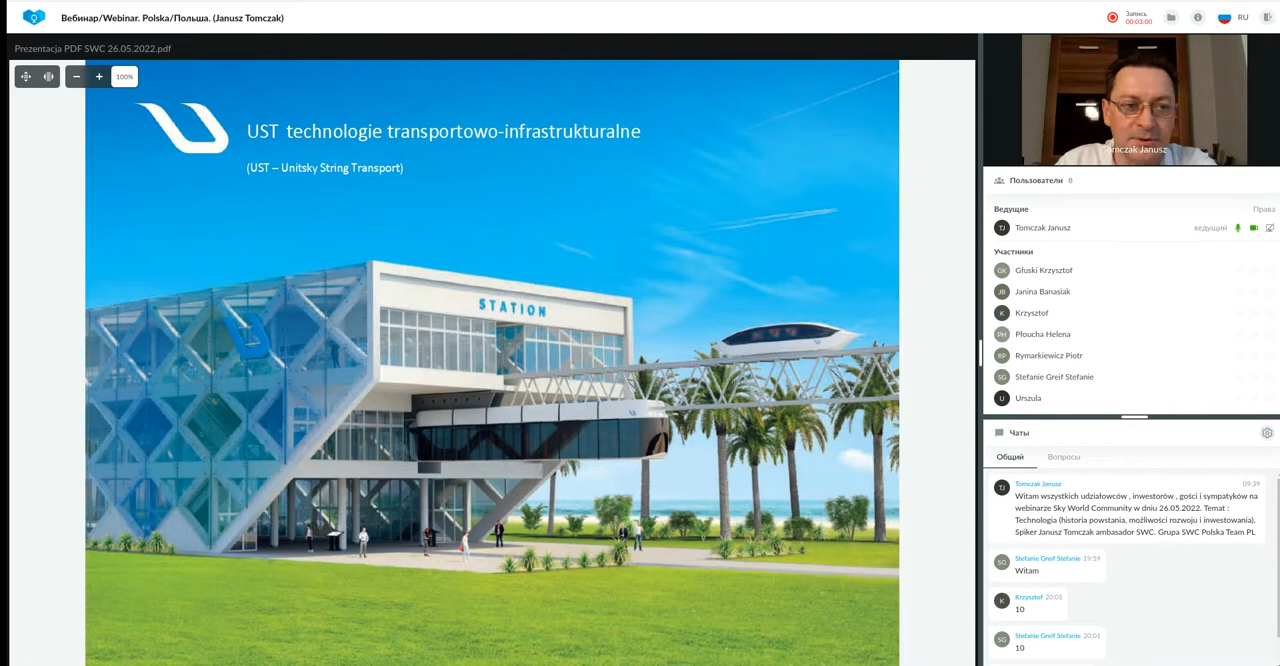 Вебинар/Webinar. Polska/Польша. (Janusz Tomczak)
Запись
00:03:00
RU
Prezentacja PDF SWC 26.05.2022.pdf
100%
UST technologie transportowo-infrastrukturalne
(UST – Unitsky String Transport)
STATION
Tomczak Janusz
Пользователи 8
Ведущие
Права
TJ Tomczak Janusz ведущий
Участники
GK Głuski Krzysztof
JB Janina Banasiak
K Krzysztof
PH Płoucha Helena
RP Rymarkiewicz Piotr
SG Stefanie Greif Stefanie
U Urszula
Чаты
Общий Вопросы
TJ Tomczak Janusz 09:39
Witam wszystkich udziałowców , inwestorów , gości i sympatyków na
webinarze Sky World Community w dniu 26.05.2022. Temat :
Technologia (historia powstania, możliwości rozwoju i inwestowania).
Spiker Janusz Tomczak ambasador SWC. Grupa SWC Polska Team PL
SG Stefanie Greif Stefanie 19:59
Witam
K Krzysztof 20:01
10
SG Stefanie Greif Stefanie 20:01
10